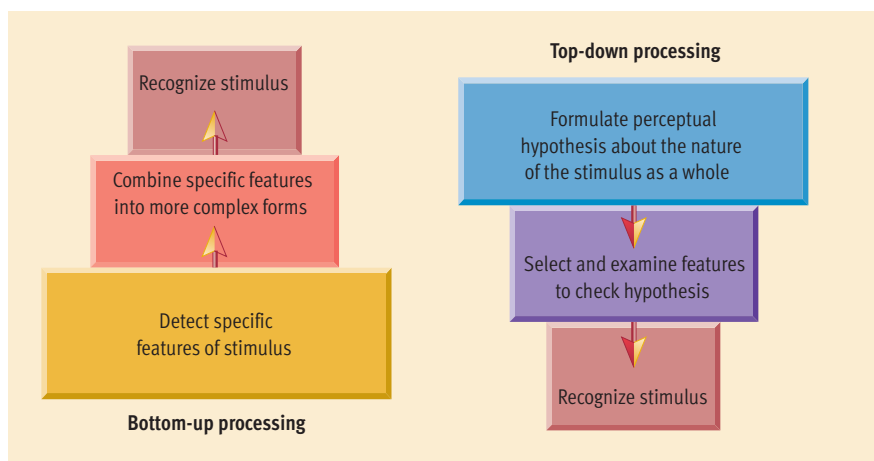 Recognize stimulus
Combine specific features
into more complex forms
Detect specific
features of stimulus
Bottom-up processing
Top-down processing
Formulate perceptual
hypothesis about the nature
of the stimulus as a whole
Select and examine features
to check hypothesis
Recognize stimulus